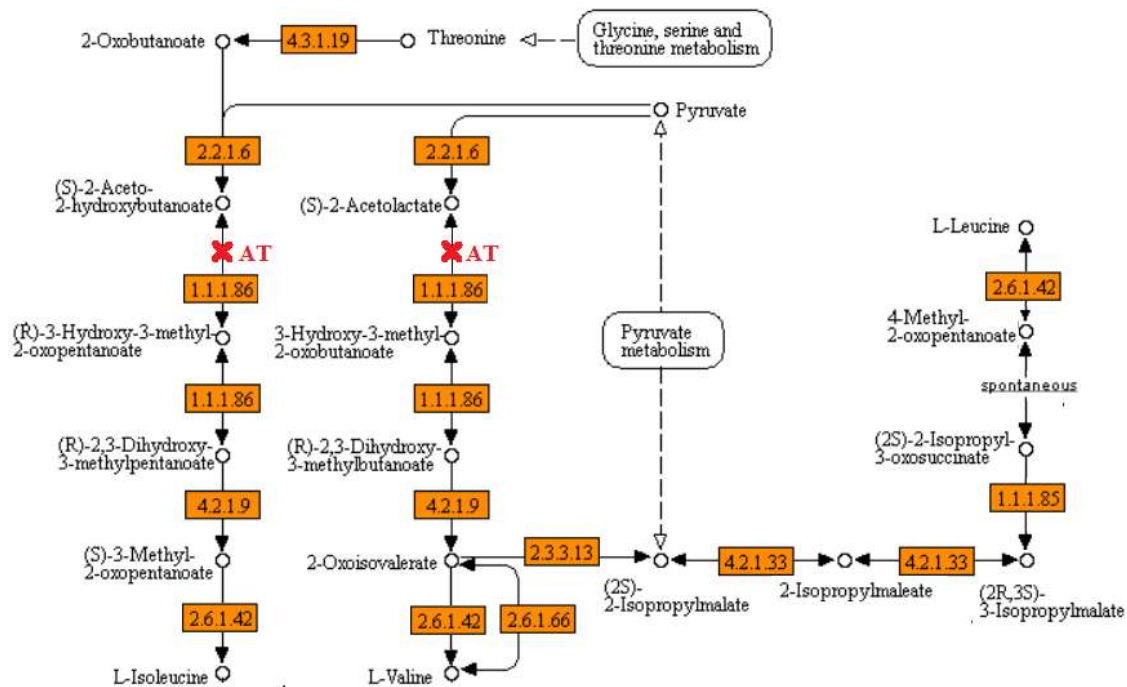 2-Oxobutanoate
4.3.1.19
Threonine
Glycine, serine and
threonine metabolism
Pyruvate
2.2.1.6
2.2.1.6
(S)-2-Aceto-
2-hydroxybutanoate
(S)-2-Acetolactate
L-Leucine
AT
AT
1.1.1.86
1.1.1.86
2.6.1.42
(R)-3-Hydroxy-3-methyl-
2-oxopentanoate
3-Hydroxy-3-methyl-
2-oxobutanoate
Pyruvate
metabolism
4-Methyl-
2-oxopentanoate
1.1.1.86
1.1.1.86
spontaneous
(R)-2,3-Dihydroxy-
3-methylpentanoate
(R)-2,3-Dihydroxy-
3-methylbutanoate
(2S)-2-Isopropyl-
3-oxosuccinate
4.2.1.9
4.2.1.9
1.1.1.85
(S)-3-Methyl-
2-oxopentanoate
2-Oxoisovalerate
2.3.3.13
(2S)-
2-Isopropylmalate
4.2.1.33
2-Isopropylmaleate
4.2.1.33
(2R,3S)-
3-Isopropylmalate
2.6.1.42
2.6.1.42
2.6.1.66
L-Isoleucine
L-Valine